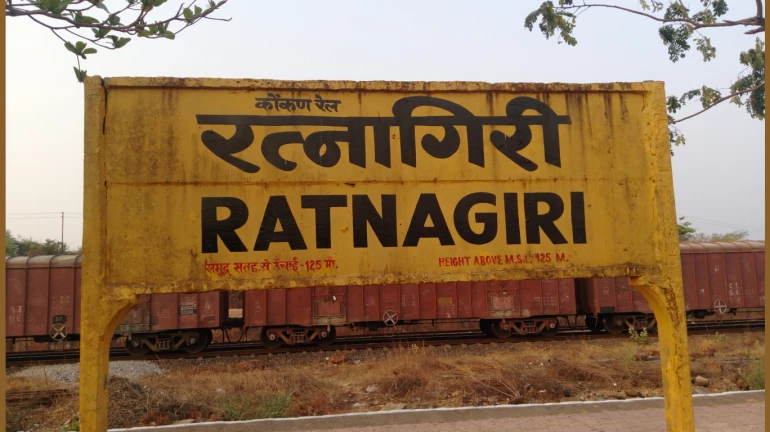 कोंकण रेल
रत्नागिरी
RATNAGIRI
समुद्र सतह से ऊँचाई-125 मी.
HEIGHT ABOVE M.S.L. 125 M.